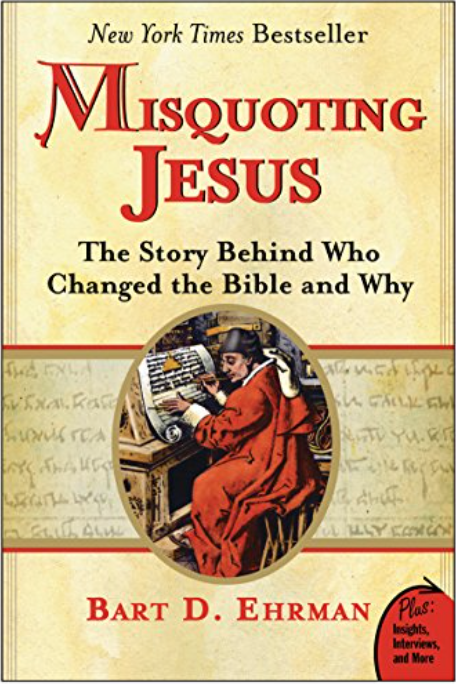 New York Times Bestseller
MISQUOTING
JESUS
The Story Behind Who
Changed the Bible and Why
BART D. EHRMAN
Plus:
Insights,
Interviews,
and More